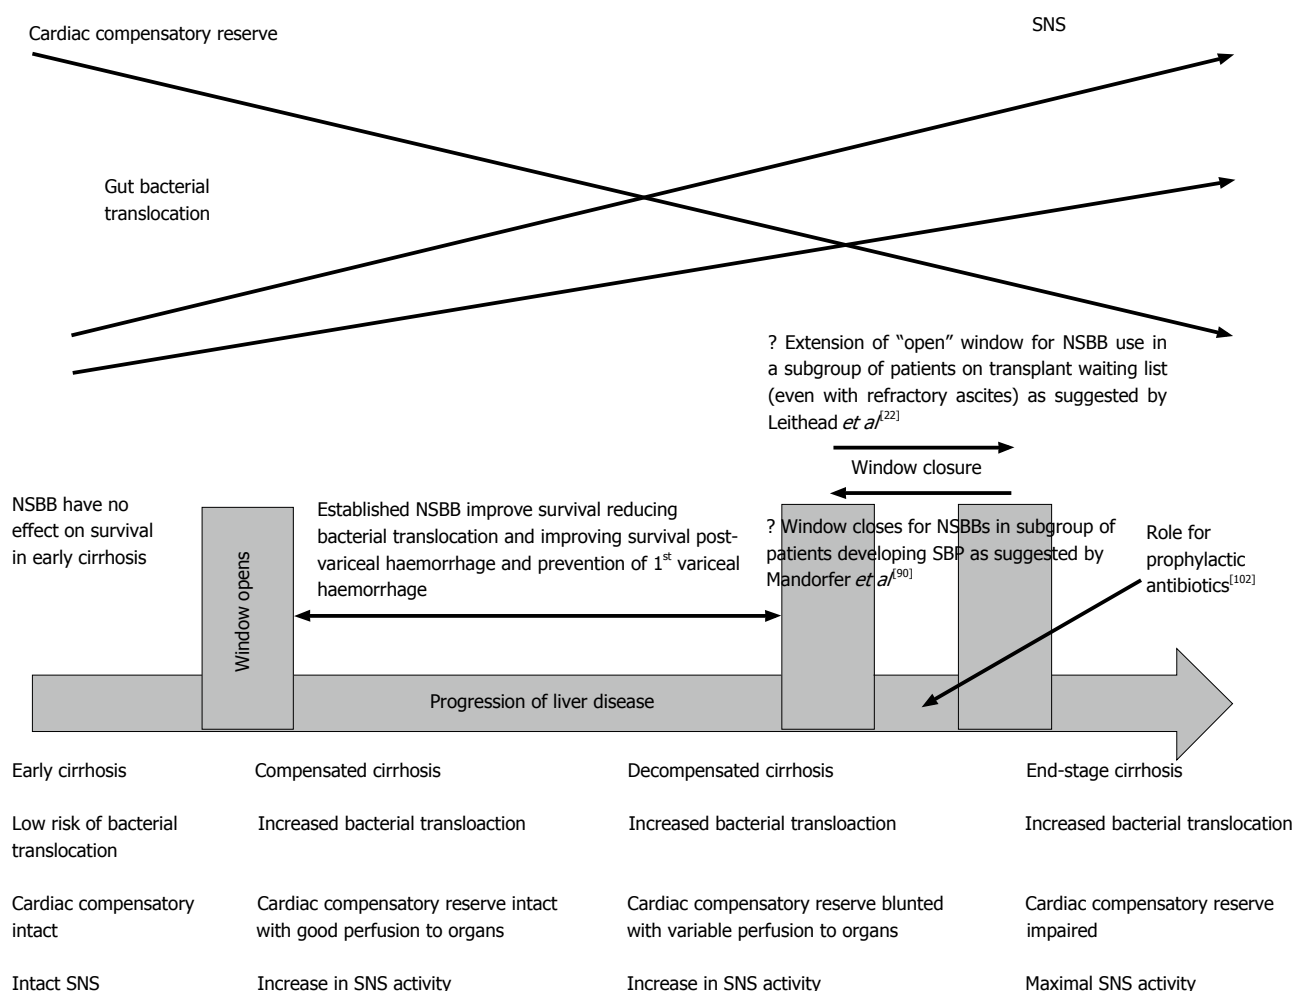 Cardiac compensatory reserve
SNS
Gut bacterial
translocation
? Extension of “open” window for NSBB use in
a subgroup of patients on transplant waiting list
(even with refractory ascites) as suggested by
Leithead et al[22]
Window closure
NSBB have no
effect on survival
in early cirrhosis
Window opens
Established NSBB improve survival reducing
bacterial translocation and improving survival post-
variceal haemorrhage and prevention of 1st variceal
haemorrhage
? Window closes for NSBBs in subgroup of
patients developing SBP as suggested by
Mandorfer et al[90]
Role for
prophylactic
antibiotics[102]
Progression of liver disease
Early cirrhosis
Low risk of bacterial
translocation
Cardiac compensatory
intact
Intact SNS
Compensated cirrhosis
Increased bacterial transloaction
Cardiac compensatory reserve intact
with good perfusion to organs
Increase in SNS activity
Decompensated cirrhosis
Increased bacterial transloaction
Cardiac compensatory reserve blunted
with variable perfusion to organs
Increase in SNS activity
End-stage cirrhosis
Increased bacterial translocation
Cardiac compensatory reserve
impaired
Maximal SNS activity